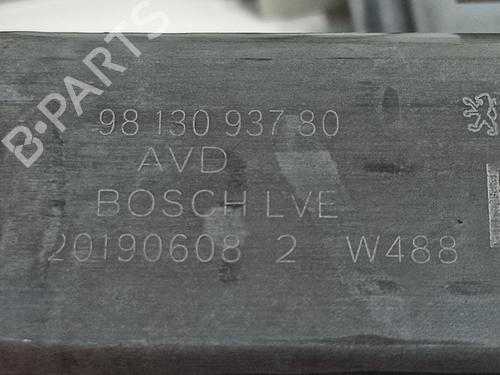 B-PARTS
98 130 937 80
AVD
BOSCH LVE
20190608 2 W488